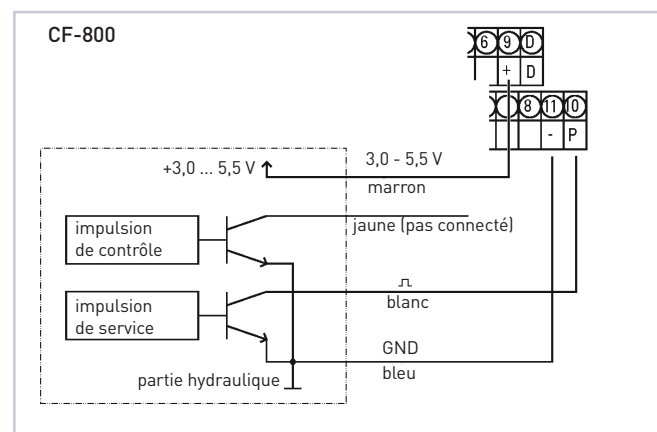 CF-800
6 9 D
+ D
8 11 10
- P
+3,0 ... 5,5 V
3,0 - 5,5 V
marron
impulsion
de contrôle
jaune (pas connecté)
impulsion
de service
blanc
GND
bleu
partie hydraulique